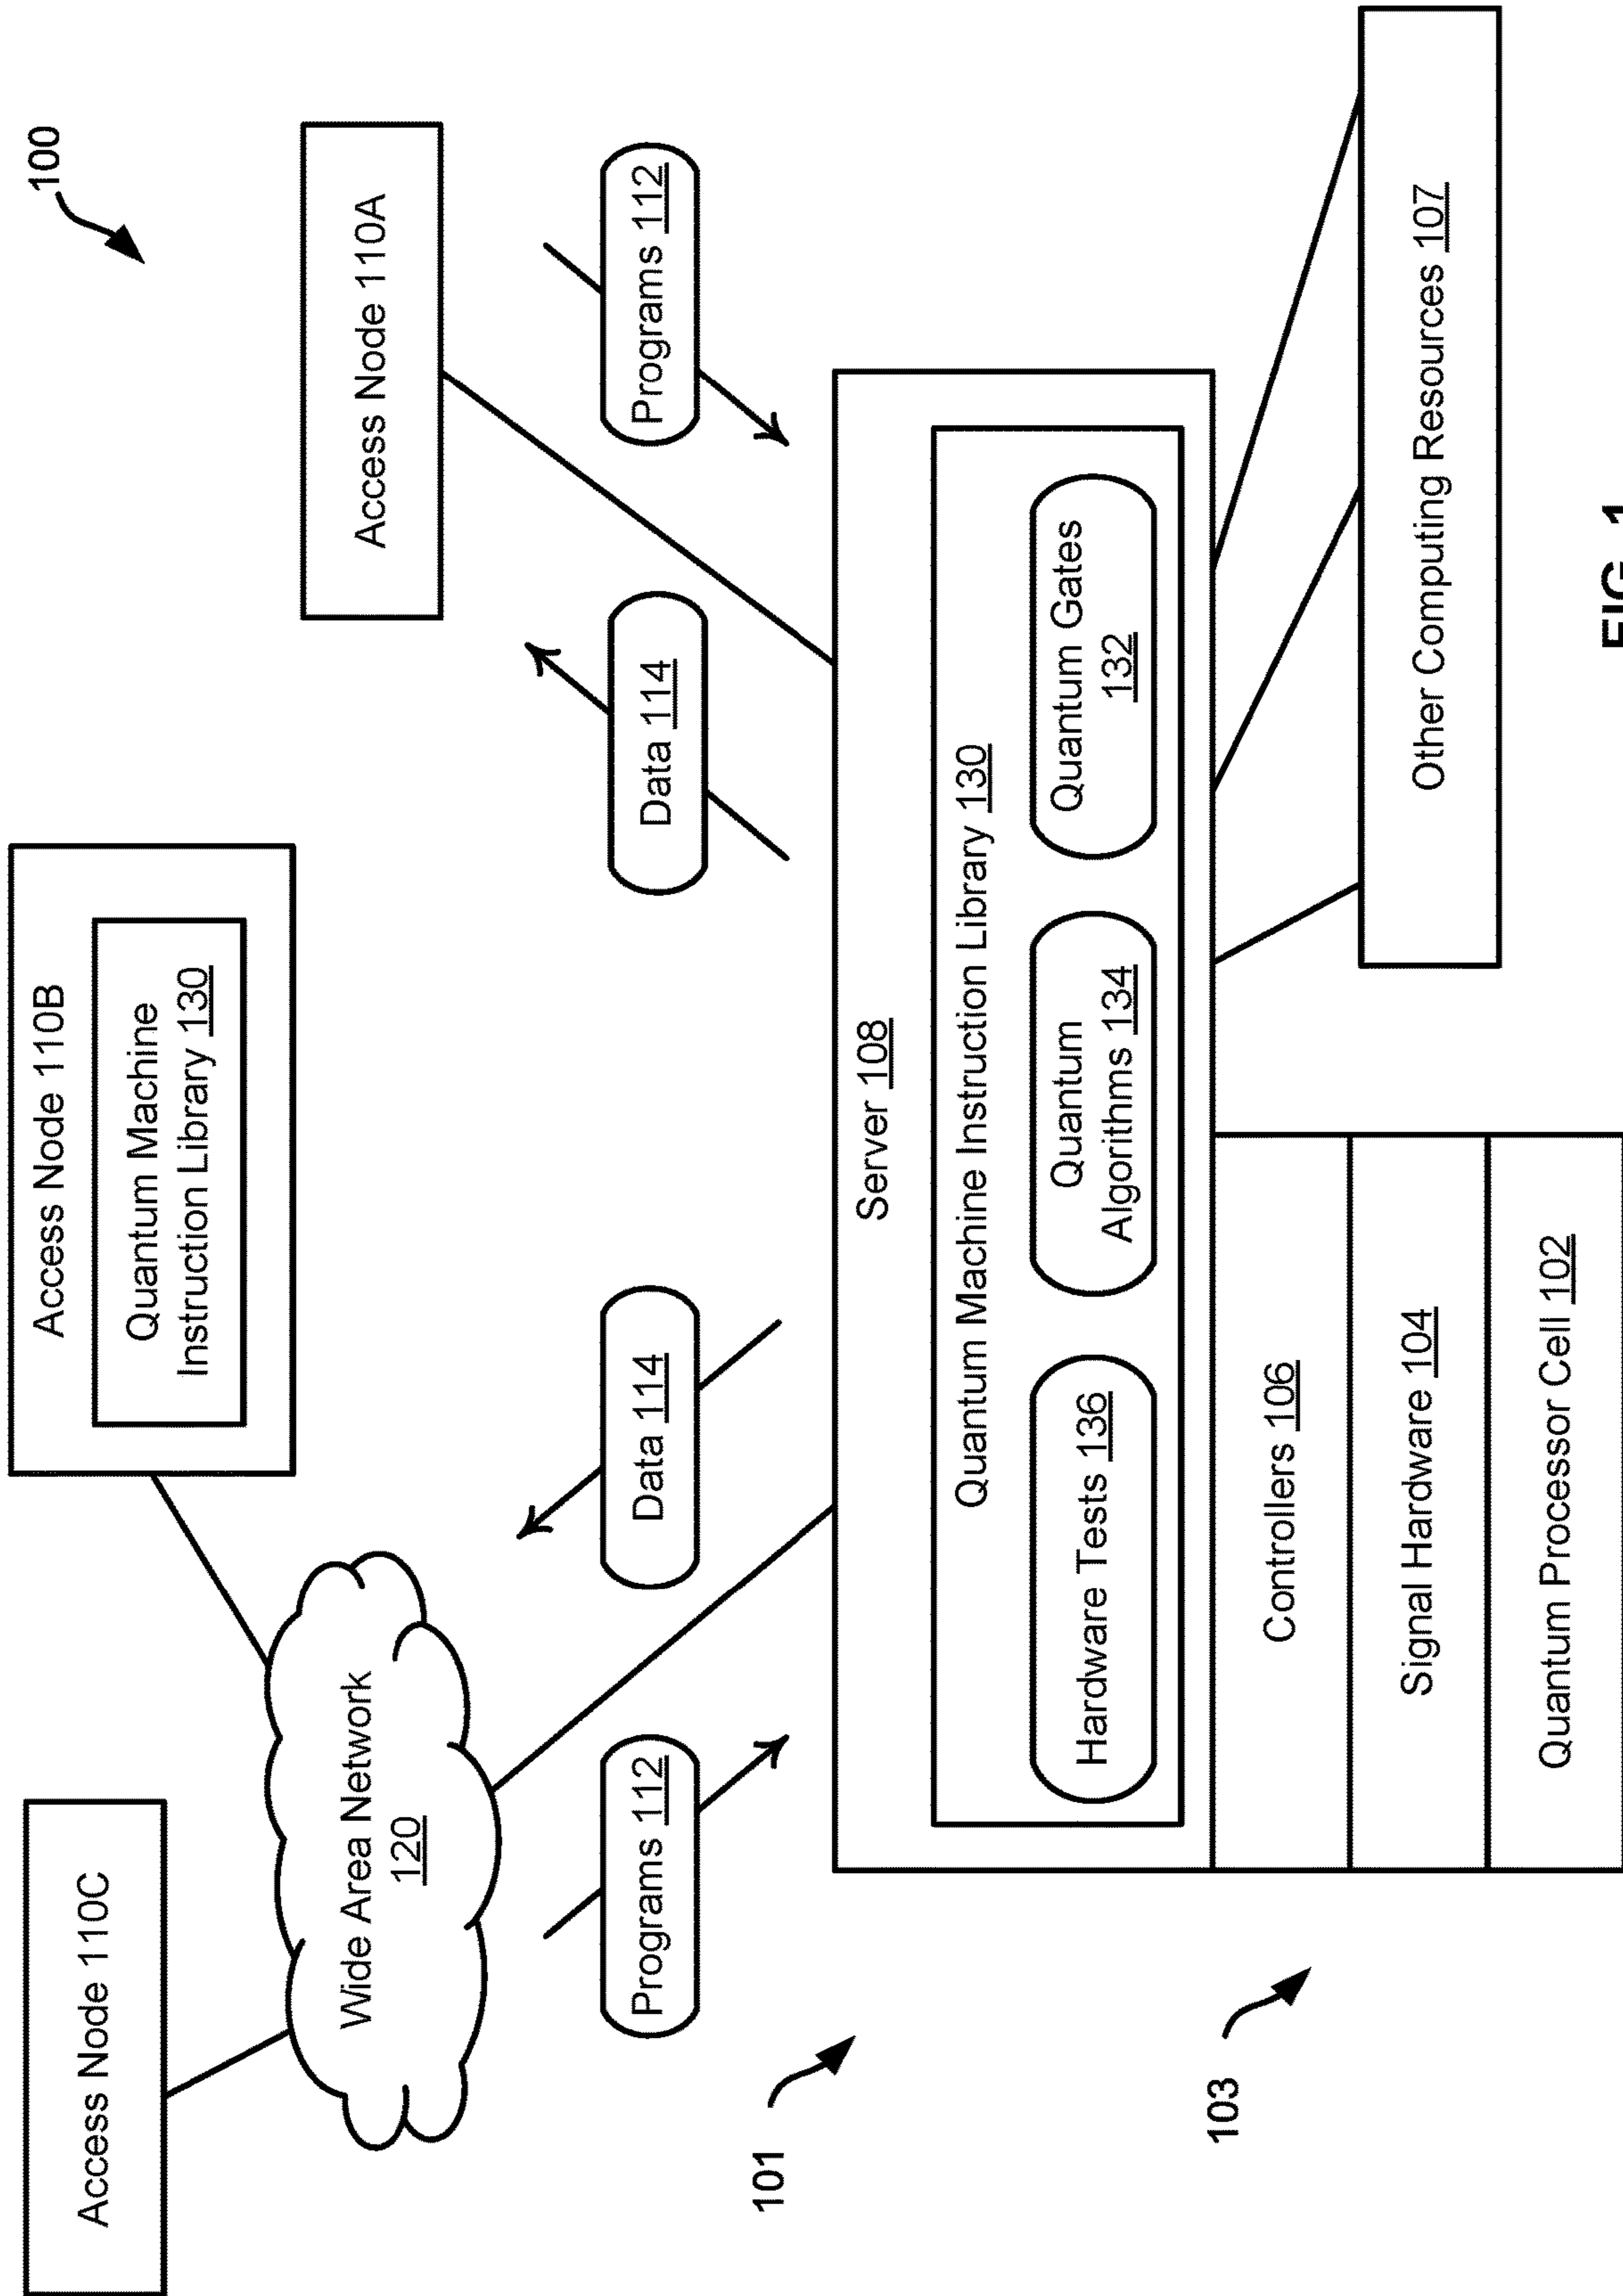 100
Access Node 110C
Access Node 110B
Quantum Machine
Instruction Library 130
Access Node 110A
Wide Area Network
120
Programs 112
Data 114
Data 114
Programs 112
101
Server 108
Quantum Machine Instruction Library 130
Hardware Tests 136
Quantum
Algorithms 134
Quantum Gates
132
103
Controllers 106
Signal Hardware 104
Quantum Processor Cell 102
Other Computing Resources 107
FIG. 1